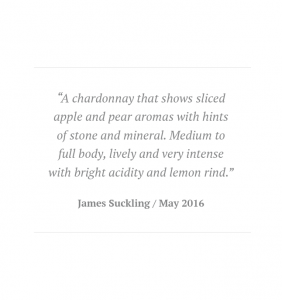 “A chardonnay that shows sliced
apple and pear aromas with hints
of stone and mineral. Medium to
full body, lively and very intense
with bright acidity and lemon rind.”
James Suckling / May 2016